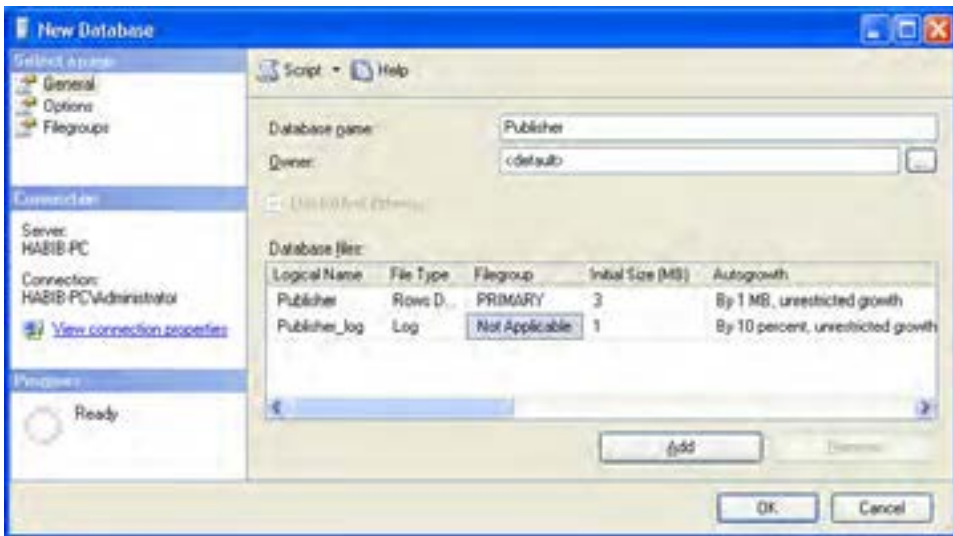 New Database
Select a page
General
Options
Filegroups
Script
Help
Database name:
Publisher
Owner:
<default>
...
Database files:
Logical Name File Type Filegroup Initial Size (MB) Autogrowth
Publisher Rows D... PRIMARY 3 By 1 MB, unrestricted growth
Publisher_log Log Not Applicable 1 By 10 percent, unrestricted growth
Connection
Server:
HABIB-PC
Connection:
HABIB-PC\Administrator
View connection properties
Progress
Ready
Add
Remove
OK
Cancel